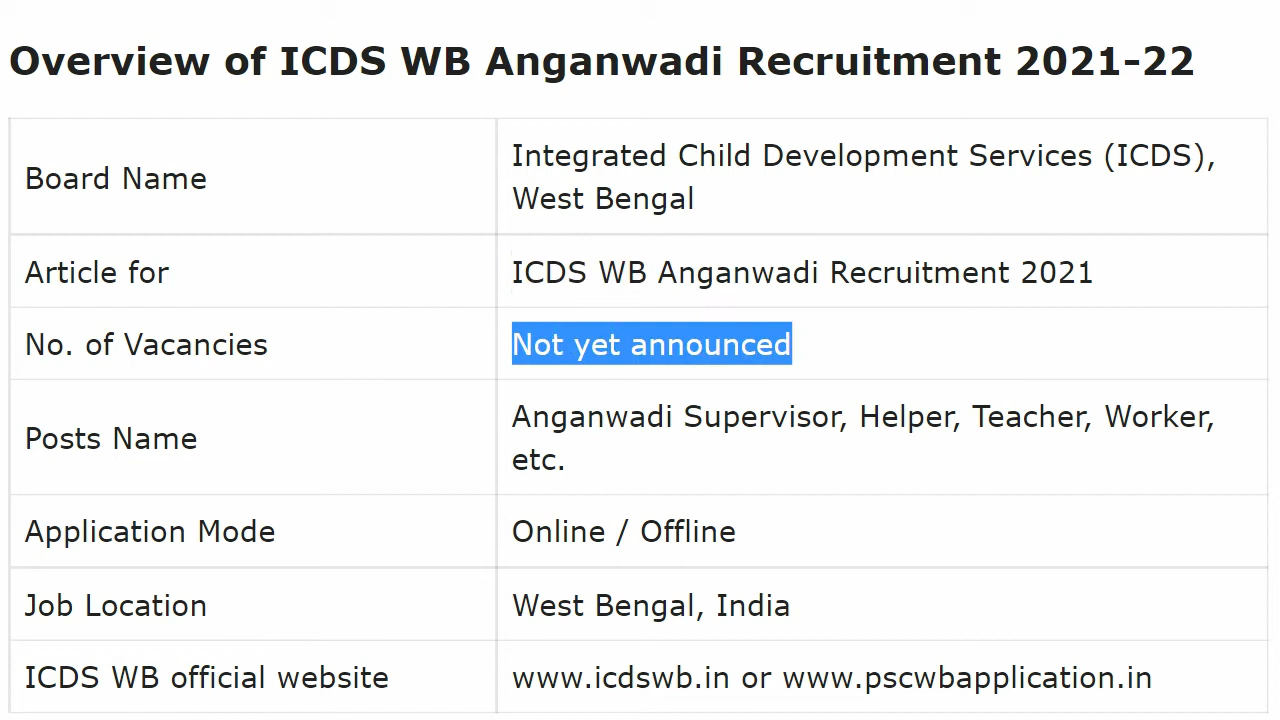 Overview of ICDS WB Anganwadi Recruitment 2021-22
Board Name
Integrated Child Development Services (ICDS),
West Bengal
Article for
ICDS WB Anganwadi Recruitment 2021
No. of Vacancies
Not yet announced
Posts Name
Anganwadi Supervisor, Helper, Teacher, Worker,
etc.
Application Mode
Online / Offline
Job Location
West Bengal, India
ICDS WB official website
www.icdswb.in or www.pscwbapplication.in